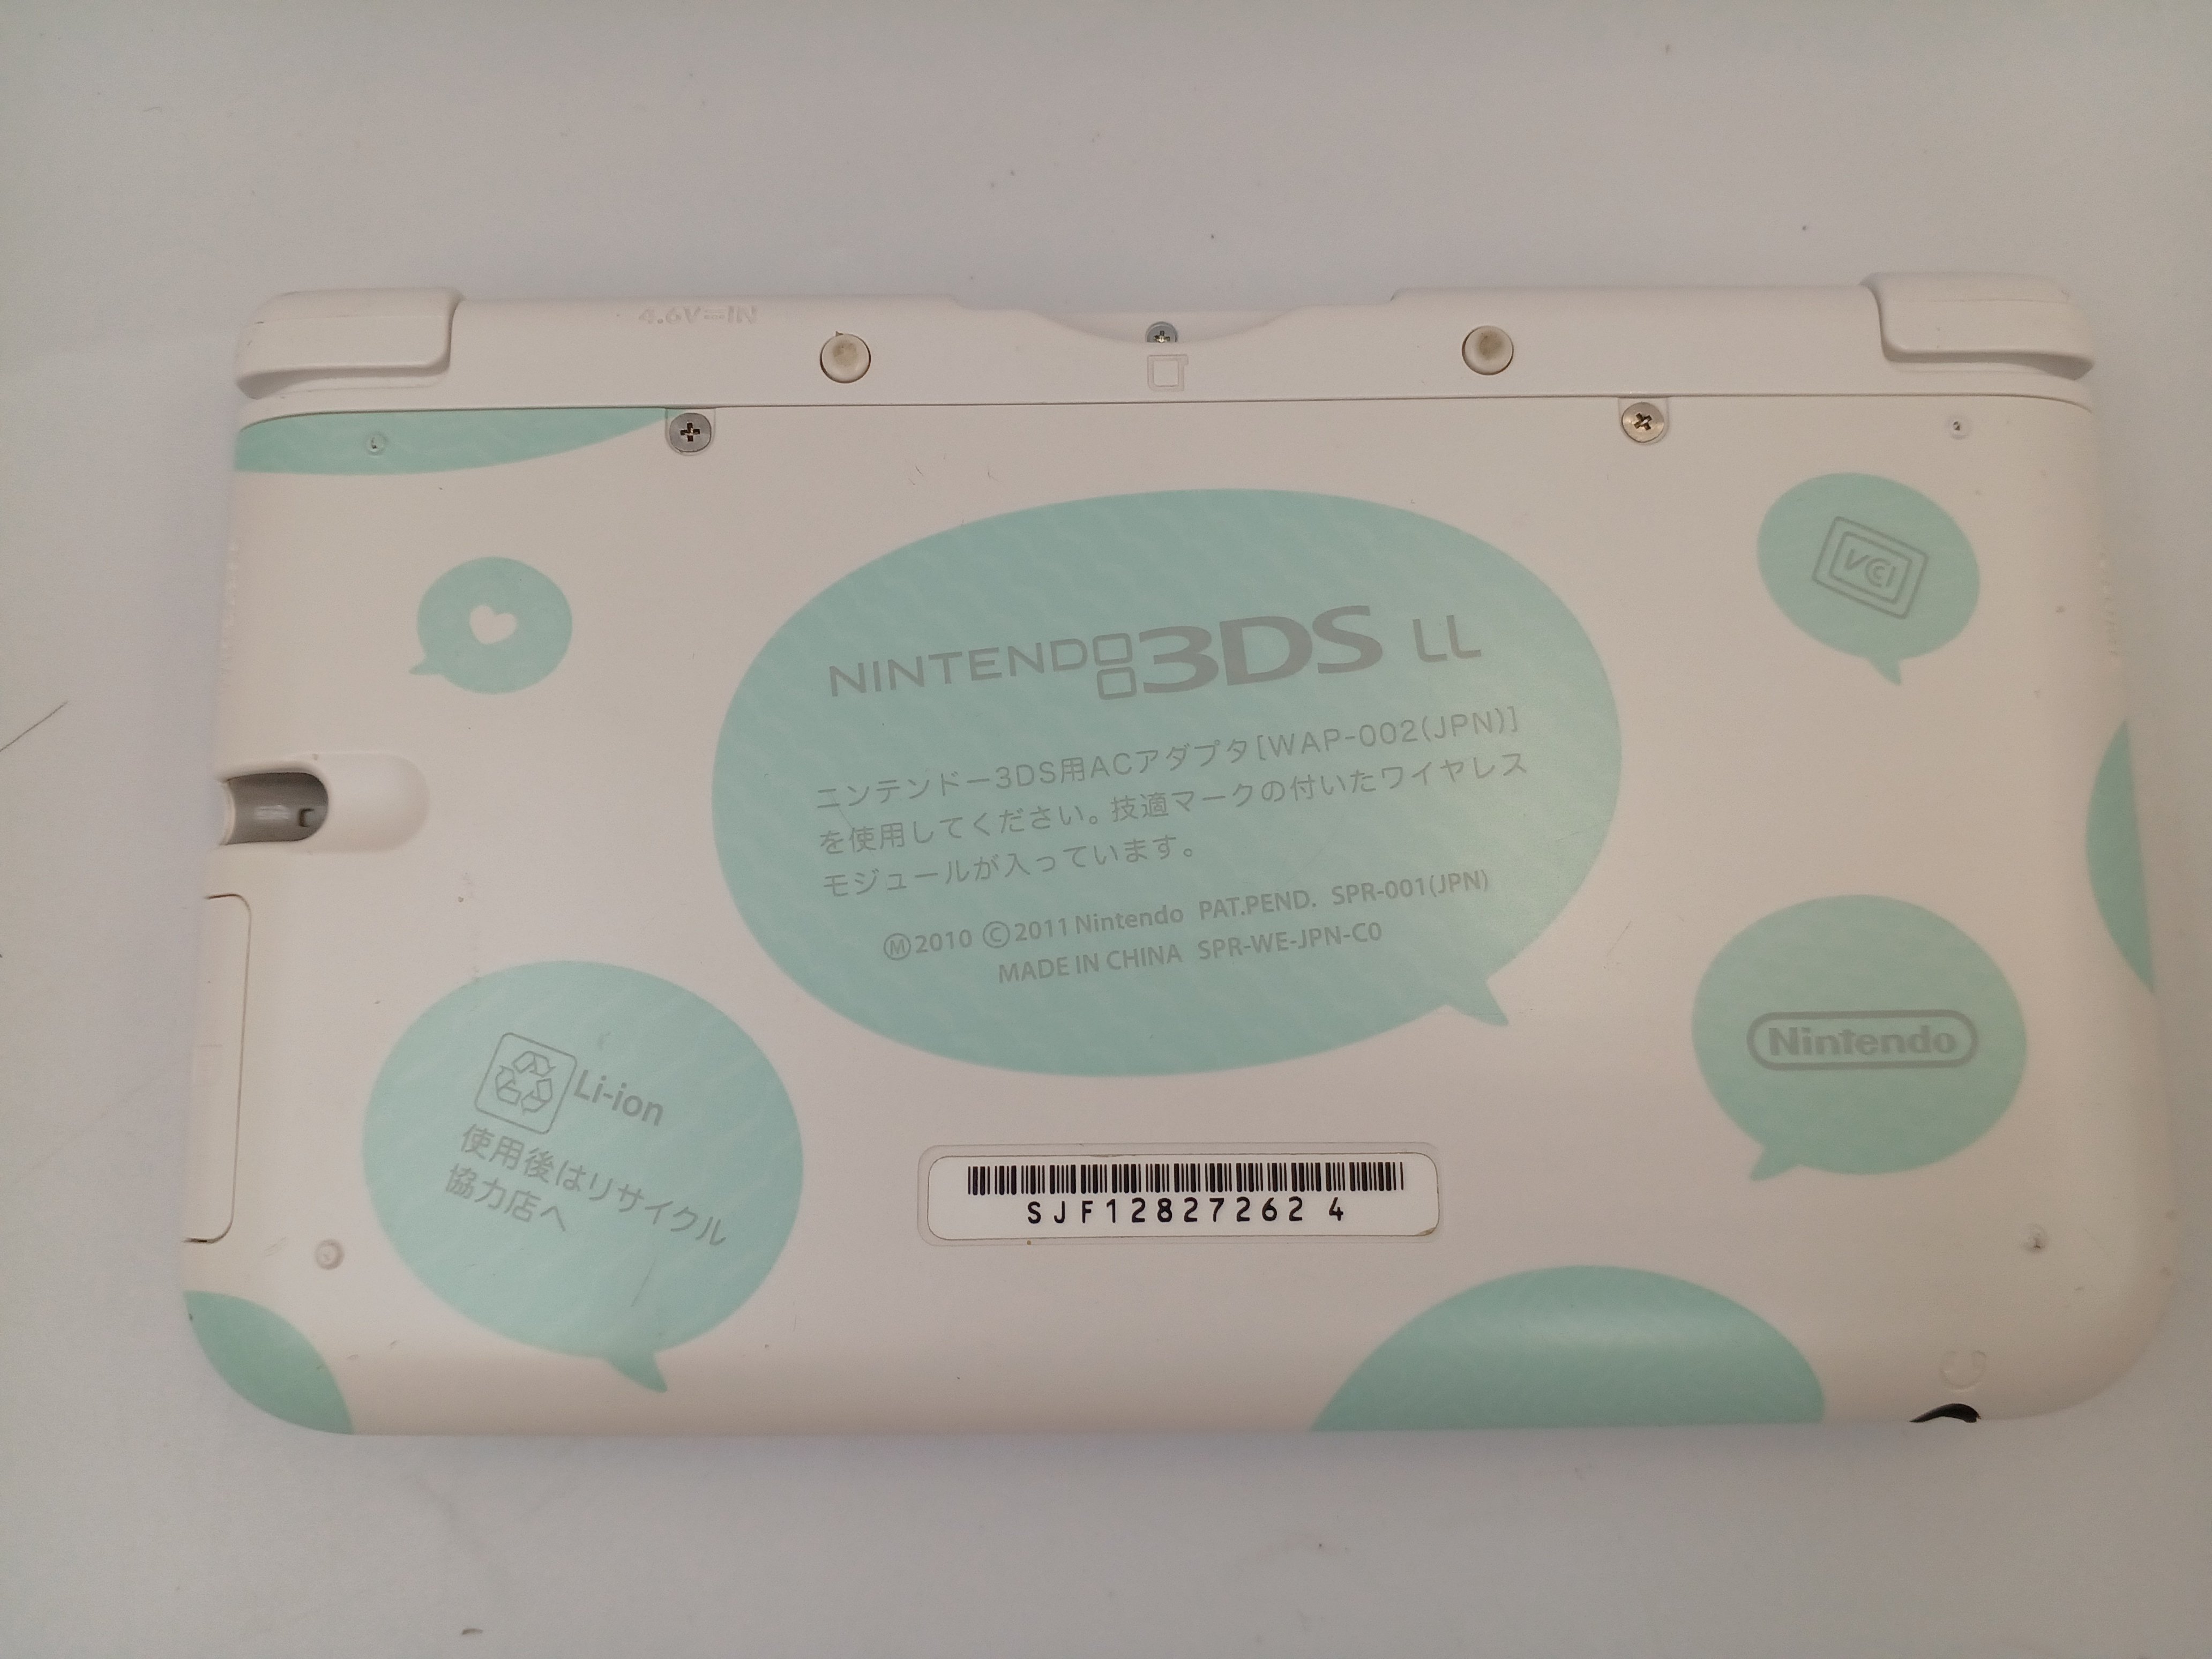 4.6V⎓IN
NINTENDO 3DS LL
ニンテンドー3DS用ACアダプタ[WAP-002(JPN)]
を使用してください。技適マークの付いたワイヤレス
モジュールが入っています。
Ⓜ2010 Ⓒ2011 Nintendo PAT.PEND. SPR-001(JPN)
MADE IN CHINA SPR-WE-JPN-C0
VCI
Nintendo
Li-ion
使用後はリサイクル
協力店へ
SJF128272624
C